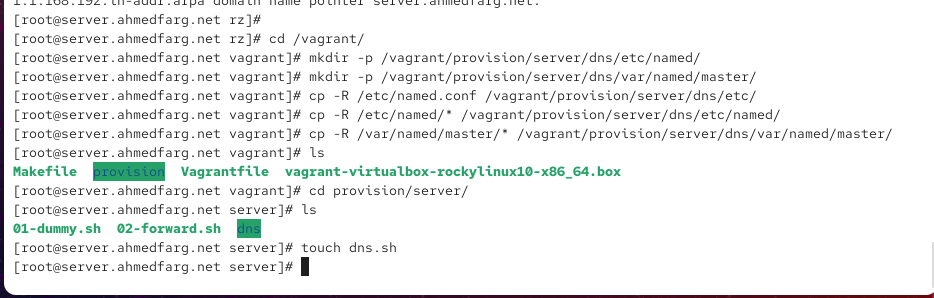 1.1.168.192.in-addr.arpa domain name pointer server.ahmedfarg.net.
[root@server.ahmedfarg.net rz]#
[root@server.ahmedfarg.net rz]# cd /vagrant/
[root@server.ahmedfarg.net vagrant]# mkdir -p /vagrant/provision/server/dns/etc/named/
[root@server.ahmedfarg.net vagrant]# mkdir -p /vagrant/provision/server/dns/var/named/master/
[root@server.ahmedfarg.net vagrant]# cp -R /etc/named.conf /vagrant/provision/server/dns/etc/
[root@server.ahmedfarg.net vagrant]# cp -R /etc/named/* /vagrant/provision/server/dns/etc/named/
[root@server.ahmedfarg.net vagrant]# cp -R /var/named/master/* /vagrant/provision/server/dns/var/named/master/
[root@server.ahmedfarg.net vagrant]# ls
Makefile  provision  Vagrantfile  vagrant-virtualbox-rockylinux10-x86_64.box
[root@server.ahmedfarg.net vagrant]# cd provision/server/
[root@server.ahmedfarg.net server]# ls
01-dummy.sh  02-forward.sh  dns
[root@server.ahmedfarg.net server]# touch dns.sh
[root@server.ahmedfarg.net server]#